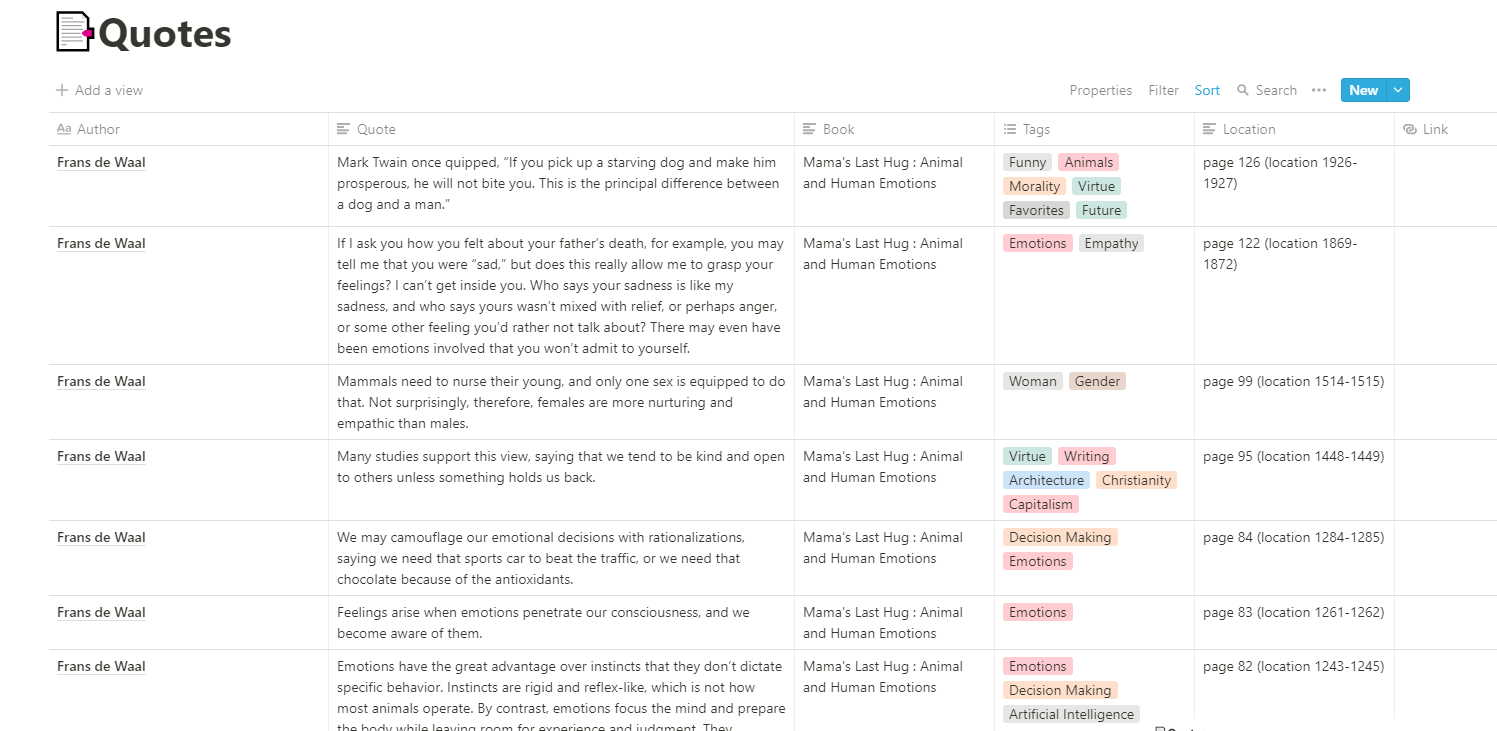 Quotes
Add a view
Properties Filter Sort Search ••• New
Aa Author Quote Book Tags Location Link
Frans de Waal
Mark Twain once quipped, “If you pick up a starving dog and make him
prosperous, he will not bite you. This is the principal difference between
a dog and a man.”
Mama's Last Hug : Animal
and Human Emotions
Funny Animals
Morality Virtue
Favorites Future
page 126 (location 1926-
1927)
Frans de Waal
If I ask you how you felt about your father’s death, for example, you may
tell me that you were “sad,” but does this really allow me to grasp your
feelings? I can’t get inside you. Who says your sadness is like my
sadness, and who says yours wasn’t mixed with relief, or perhaps anger,
or some other feeling you’d rather not talk about? There may even have
been emotions involved that you won’t admit to yourself.
Mama's Last Hug : Animal
and Human Emotions
Emotions Empathy
page 122 (location 1869-
1872)
Frans de Waal
Mammals need to nurse their young, and only one sex is equipped to do
that. Not surprisingly, therefore, females are more nurturing and
empathic than males.
Mama's Last Hug : Animal
and Human Emotions
Woman Gender
page 99 (location 1514-1515)
Frans de Waal
Many studies support this view, saying that we tend to be kind and open
to others unless something holds us back.
Mama's Last Hug : Animal
and Human Emotions
Virtue Writing
Architecture Christianity
Capitalism
page 95 (location 1448-1449)
Frans de Waal
We may camouflage our emotional decisions with rationalizations,
saying we need that sports car to beat the traffic, or we need that
chocolate because of the antioxidants.
Mama's Last Hug : Animal
and Human Emotions
Decision Making
Emotions
page 84 (location 1284-1285)
Frans de Waal
Feelings arise when emotions penetrate our consciousness, and we
become aware of them.
Mama's Last Hug : Animal
and Human Emotions
Emotions
page 83 (location 1261-1262)
Frans de Waal
Emotions have the great advantage over instincts that they don’t dictate
specific behavior. Instincts are rigid and reflex-like, which is not how
most animals operate. By contrast, emotions focus the mind and prepare
the body while leaving room for experience and judgment. They
Mama's Last Hug : Animal
and Human Emotions
Emotions
Decision Making
Artificial Intelligence
page 82 (location 1243-1245)